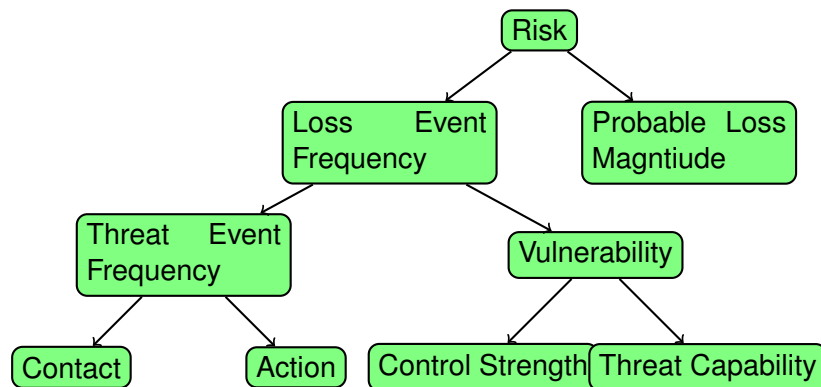 Risk
Loss Event
Frequency
Probable Loss
Magntiude
Threat Event
Frequency
Vulnerability
Contact
Action
Control Strength
Threat Capability